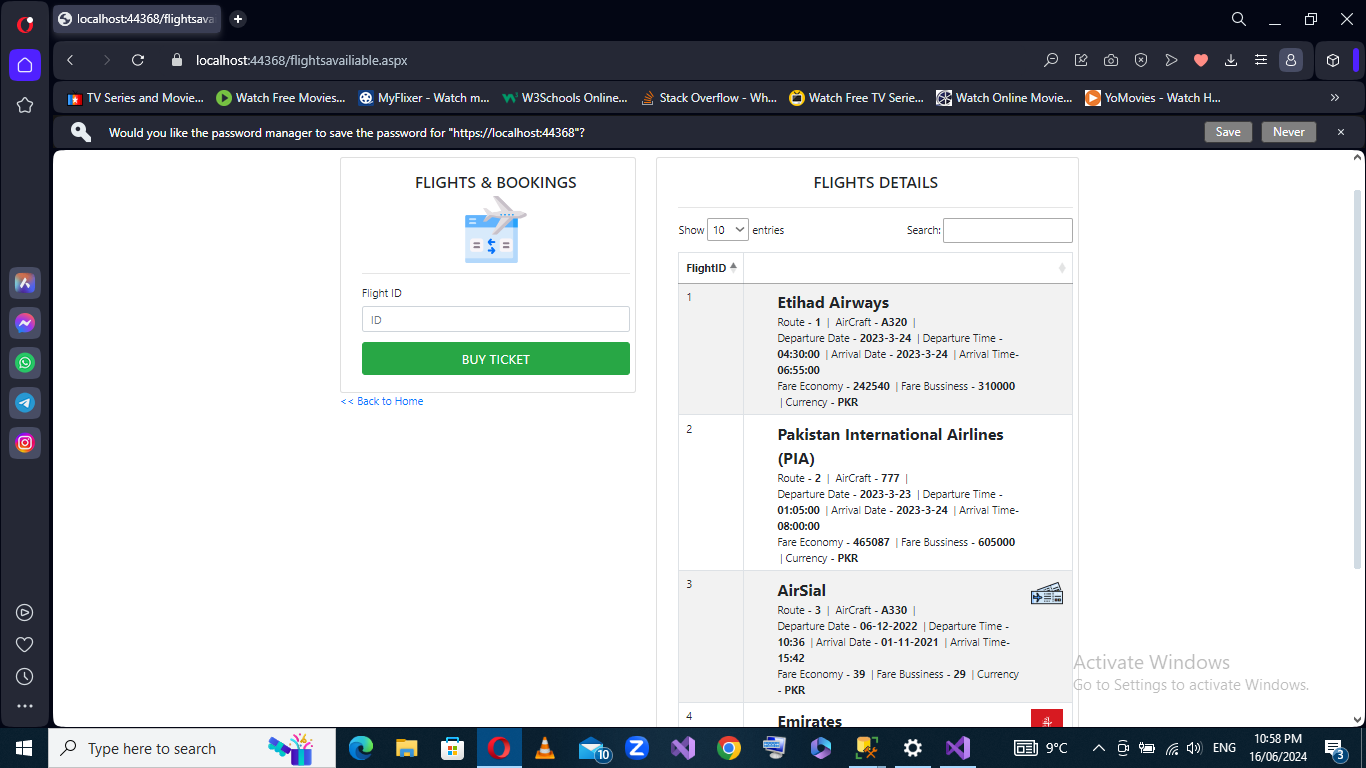 localhost:44368/flightsava
localhost:44368/flightsavailiable.aspx
TV Series and Movie...
Watch Free Movies...
MyFlixer - Watch m...
W3Schools Online...
Stack Overflow - Wh...
Watch Free TV Serie...
Watch Online Movie...
YoMovies - Watch H...
Would you like the password manager to save the password for "https://localhost:44368"?
Save
Never
FLIGHTS & BOOKINGS
Flight ID
ID
BUY TICKET
<< Back to Home
FLIGHTS DETAILS
Show 10 entries
Search:
FlightID
1
Etihad Airways
Route - 1 | AirCraft - A320 |
Departure Date - 2023-3-24 | Departure Time -
04:30:00 | Arrival Date - 2023-3-24 | Arrival Time-
06:55:00
Fare Economy - 242540 | Fare Bussiness - 310000
| Currency - PKR
2
Pakistan International Airlines
(PIA)
Route - 2 | AirCraft - 777 |
Departure Date - 2023-3-23 | Departure Time -
01:05:00 | Arrival Date - 2023-3-24 | Arrival Time-
08:00:00
Fare Economy - 465087 | Fare Bussiness - 605000
| Currency - PKR
3
AirSial
Route - 3 | AirCraft - A330 |
Departure Date - 06-12-2022 | Departure Time -
10:36 | Arrival Date - 01-11-2021 | Arrival Time-
15:42
Fare Economy - 39 | Fare Bussiness - 29 | Currency
- PKR
4
Emirates
Activate Windows
Go to Settings to activate Windows.
Type here to search
10
9°C
ENG
10:58 PM
16/06/2024
3